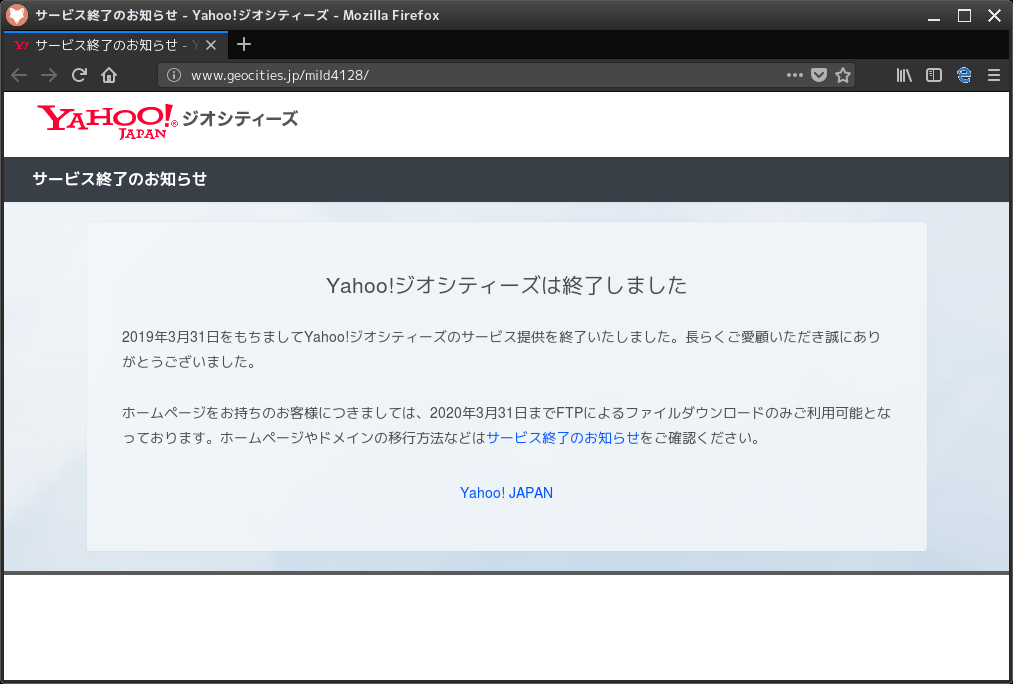 サービス終了のお知らせ - Yahoo!ジオシティーズ - Mozilla Firefox
サービス終了のお知らせ - Y
www.geocities.jp/mild4128/
YAHOO!® ジオシティーズ
JAPAN
サービス終了のお知らせ
Yahoo!ジオシティーズは終了しました
2019年3月31日をもちましてYahoo!ジオシティーズのサービス提供を終了いたしました。長らくご愛顧いただき誠にあり
がとうございました。
ホームページをお持ちのお客様につきましては、2020年3月31日までFTPによるファイルダウンロードのみご利用可能とな
っております。ホームページやドメインの移行方法などはサービス終了のお知らせをご確認ください。
Yahoo! JAPAN